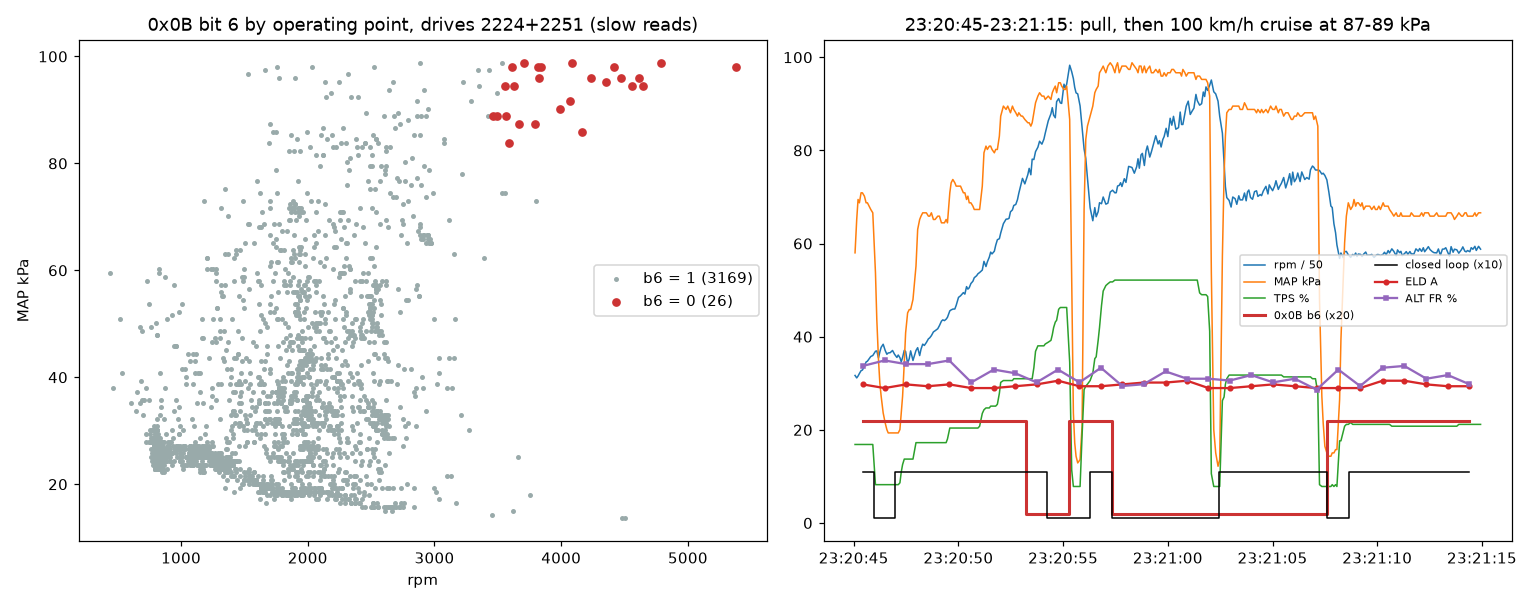 0x0B bit 6 by operating point, drives 2224+2251 (slow reads)
100
80
60
40
20
MAP kPa
1000
2000
3000
4000
5000
rpm
b6 = 1 (3169)
b6 = 0 (26)
23:20:45-23:21:15: pull, then 100 km/h cruise at 87-89 kPa
100
80
60
40
20
0
23:20:45
23:20:50
23:20:55
23:21:00
23:21:05
23:21:10
23:21:15
rpm / 50
MAP kPa
TPS %
0x0B b6 (x20)
closed loop (x10)
ELD A
ALT FR %